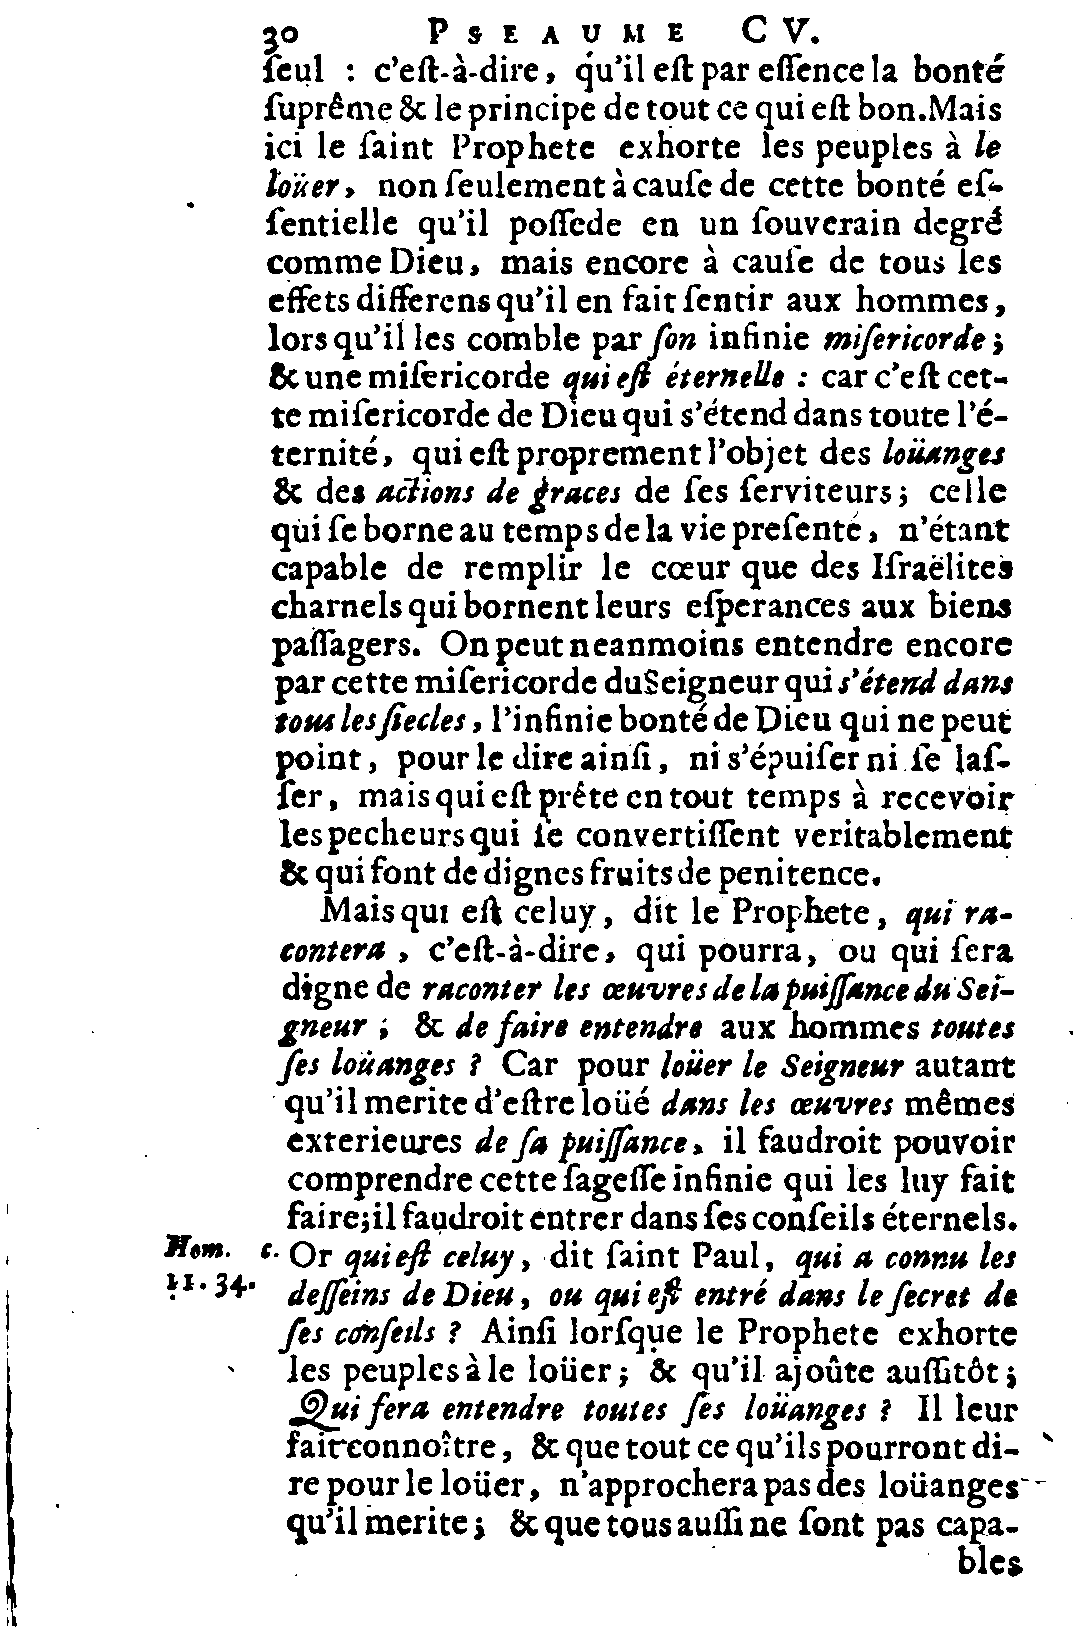 30 PSEAUME CV.
ſeul : c'eſt-à-dire, qu'il eſt par eſſence la bonté
ſuprême & le principe de tout ce qui eſt bon. Mais
ici le ſaint Prophete exhorte les peuples à le
loüer, non ſeulement à cauſe de cette bonté eſ-
ſentielle qu'il poſſede en un ſouverain degré
comme Dieu, mais encore à cauſe de tous les
effets differens qu'il en fait ſentir aux hommes,
lors qu'il les comble par ſon infinie miſericorde ;
& une miſericorde qui eſt éternelle : car c'eſt cet-
te miſericorde de Dieu qui s'étend dans toute l'é-
ternité, qui eſt proprement l'objet des loüanges
& des actions de graces de ſes ſerviteurs ; celle
qui ſe borne au temps de la vie preſente, n'étant
capable de remplir le cœur que des Iſraëlites
charnels qui bornent leurs eſperances aux biens
paſſagers. On peut neanmoins entendre encore
par cette miſericorde du Seigneur qui s'étend dans
tous les ſiecles, l'infinie bonté de Dieu qui ne peut
point, pour le dire ainſi, ni s'épuiſer ni ſe laſ-
ſer, mais qui eſt prête en tout temps à recevoir
les pecheurs qui ſe convertiſſent veritablement
& qui font de dignes fruits de penitence.
Mais qui eſt celuy, dit le Prophete, qui ra-
contera, c'eſt-à-dire, qui pourra, ou qui ſera
digne de raconter les œuvres de la puiſſance du Sei-
gneur ; & de faire entendre aux hommes toutes
ſes loüanges ? Car pour loüer le Seigneur autant
qu'il merite d'eſtre loüé dans les œuvres mêmes
exterieures de ſa puiſſance, il faudroit pouvoir
comprendre cette ſageſſe infinie qui les luy fait
faire ; il faudroit entrer dans ſes conſeils éternels.
Rom. c. Or qui eſt celuy, dit ſaint Paul, qui a connu les
11. 34. deſſeins de Dieu, ou qui eſt entré dans le ſecret de
ſes conſeils ? Ainſi lorſque le Prophete exhorte
les peuples à le loüer ; & qu'il ajoûte auſſitôt ;
Qui fera entendre toutes ſes loüanges ? Il leur
fait connoître, & que tout ce qu'ils pourront di-
re pour le loüer, n'approchera pas des loüanges
qu'il merite ; & que tous auſſi ne ſont pas capa-
bles